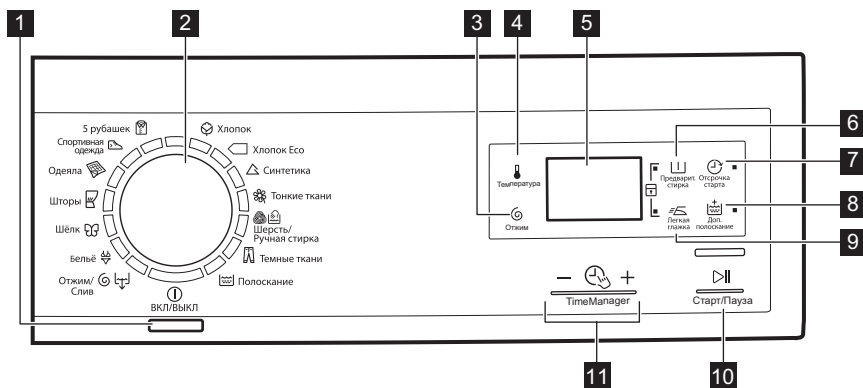 1
2
3
4
5
6
7
8
9
10
11
5 рубашек
Спортивная
одежда
Одеяла
Шторы
Шёлк
Бельё
Отжим/
Слив
ВКЛ/ВЫКЛ
Хлопок
Хлопок Eco
Синтетика
Тонкие ткани
Шерсть/
Ручная стирка
Темные ткани
Полоскание
Температура
Отжим
Предварит.
стирка
Отсрочка
старта
Легкая
глажка
Доп.
полоскание
TimeManager
Старт/Пауза